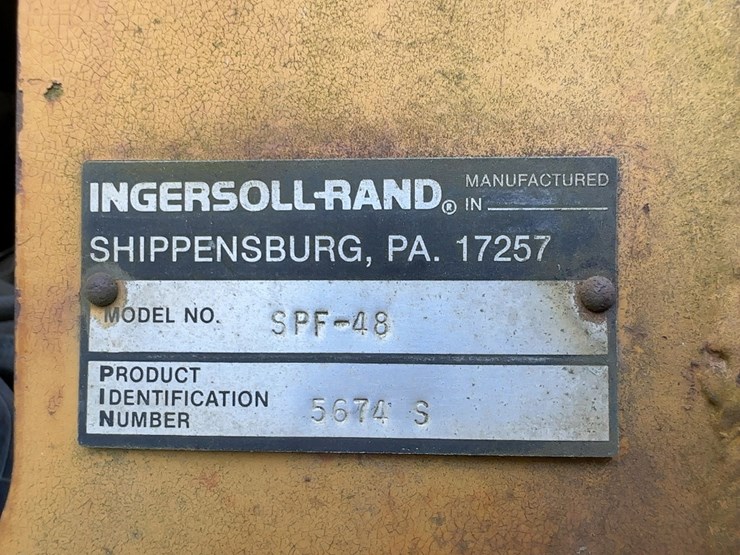 INGERSOLL-RAND® MANUFACTURED IN
SHIPPENSBURG, PA. 17257
MODEL NO. SPF-48
PRODUCT
IDENTIFICATION
NUMBER 5674 S